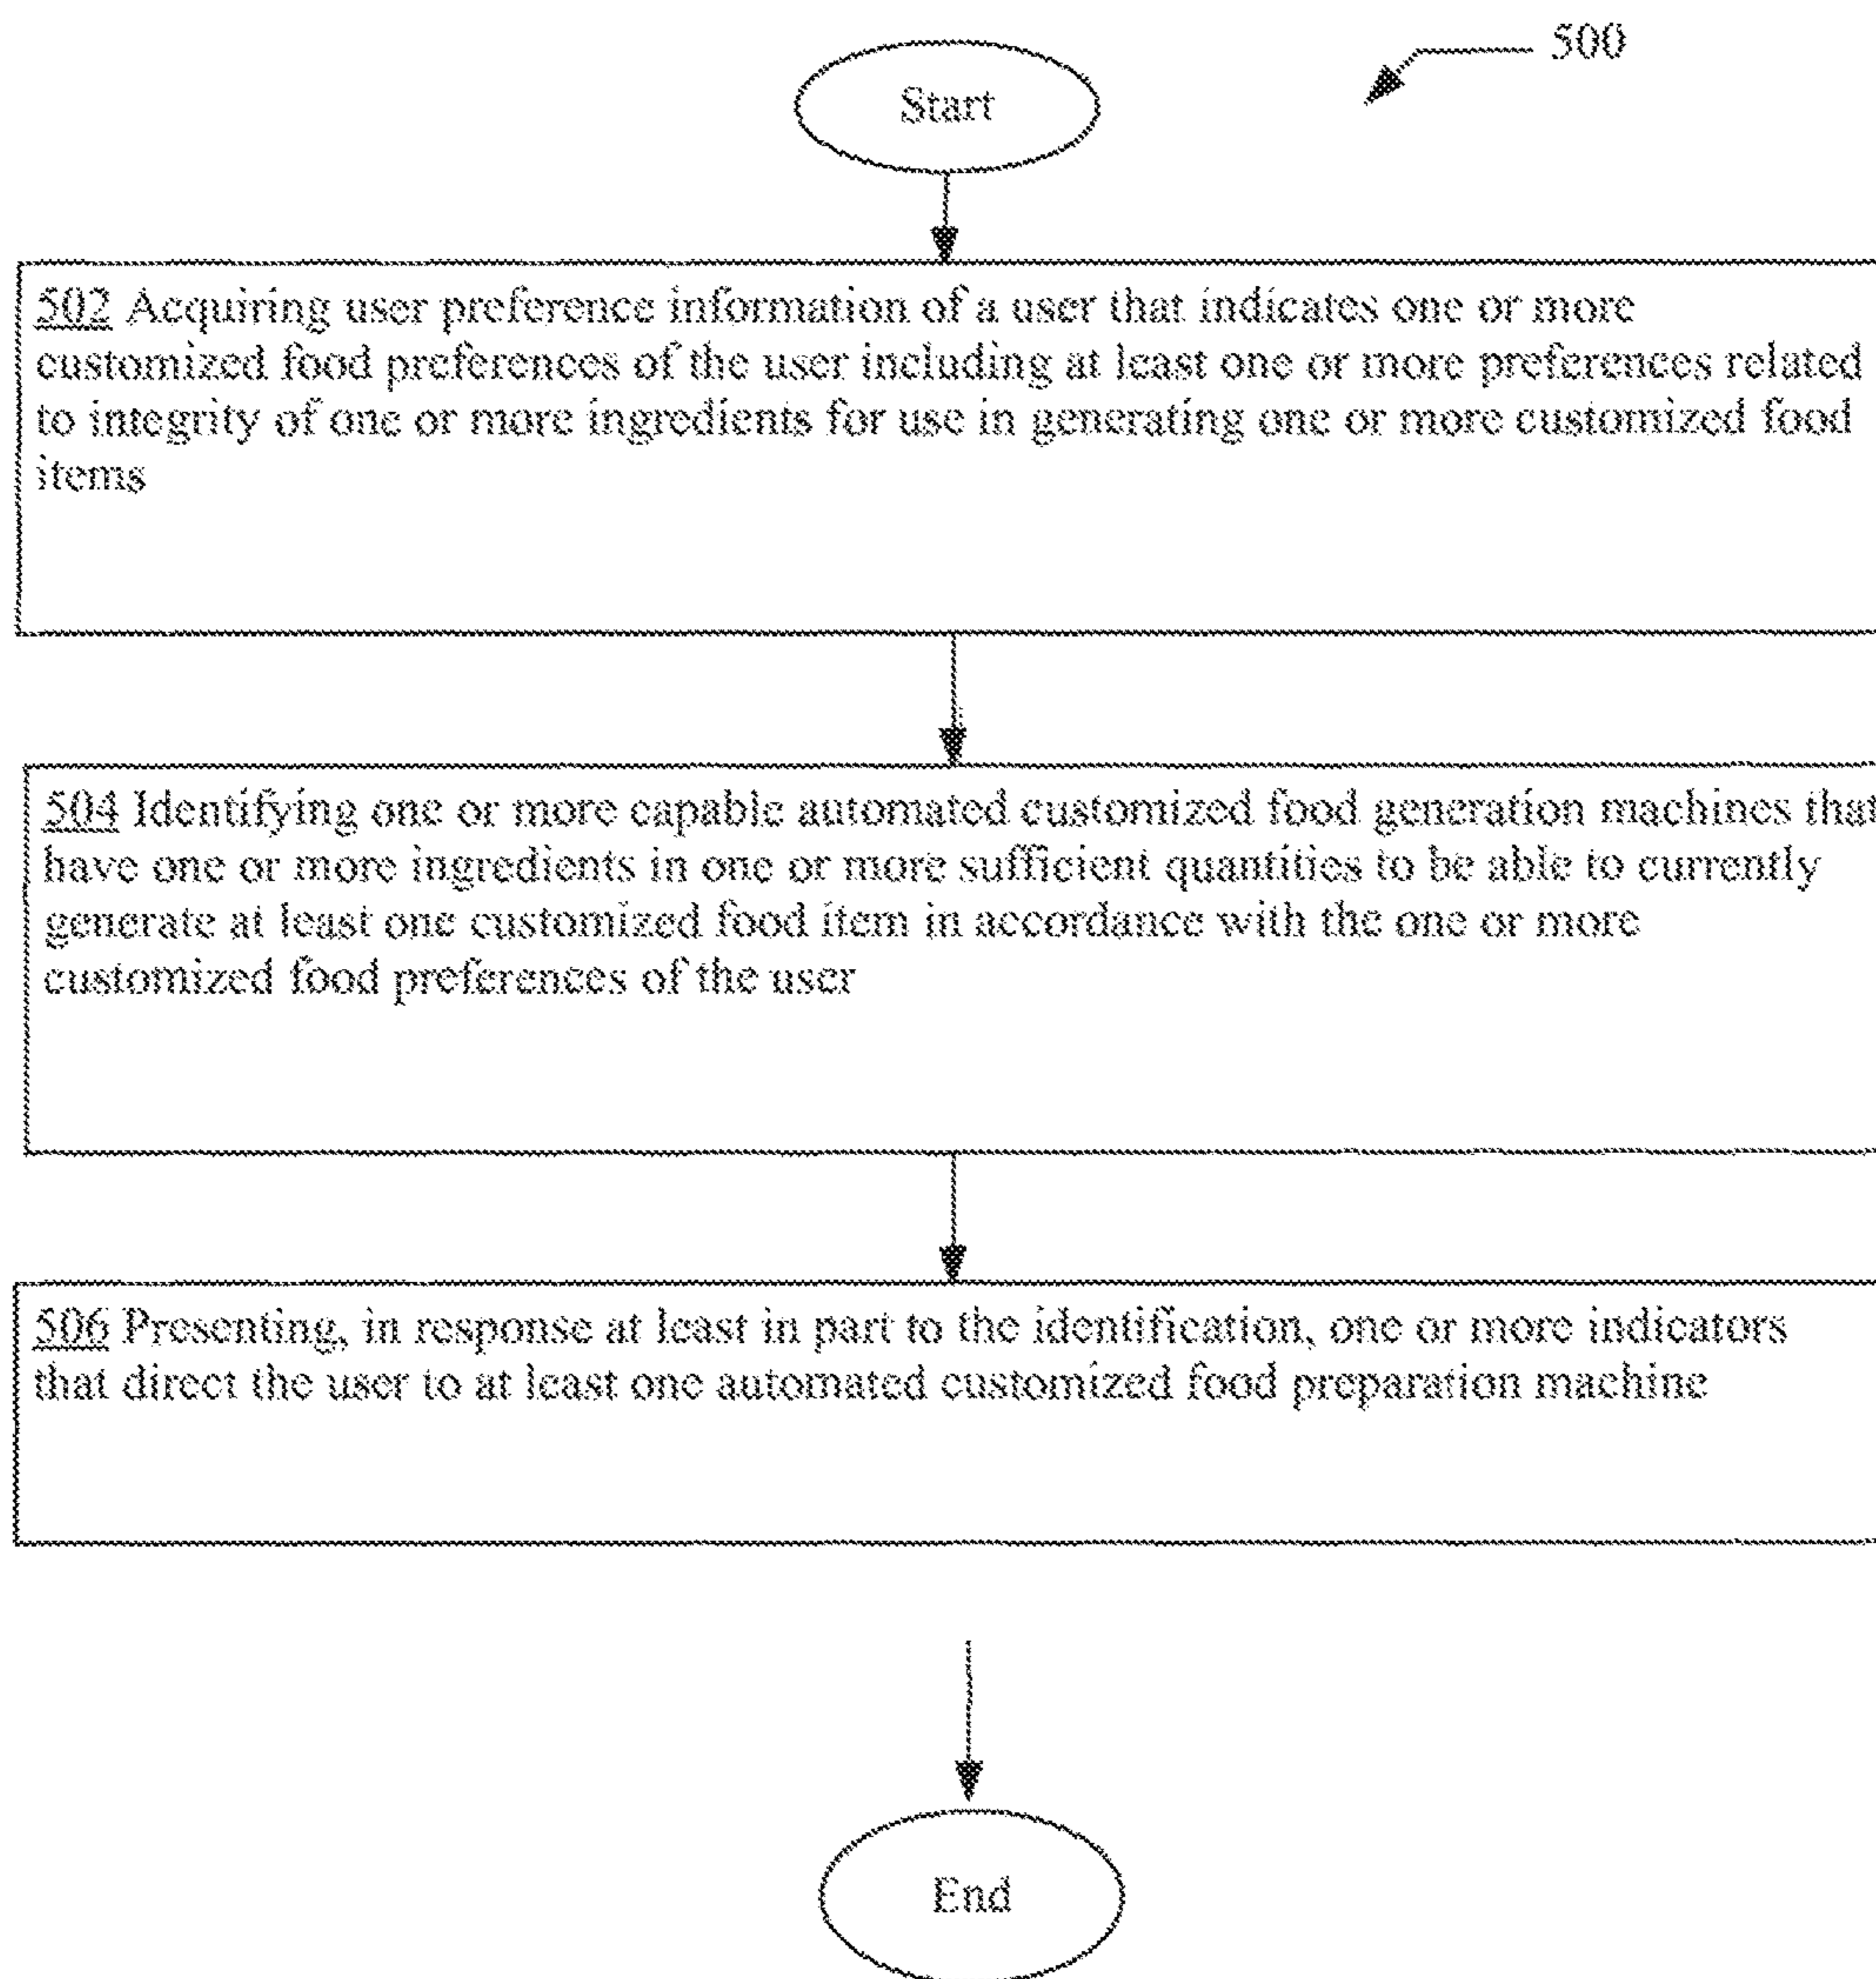 500
Start
502 Acquiring user preference information of a user that indicates one or more
customized food preferences of the user including at least one or more preferences related
to integrity of one or more ingredients for use in generating one or more customized food
items
504 Identifying one or more capable automated customized food generation machines that
have one or more ingredients in one or more sufficient quantities to be able to currently
generate at least one customized food item in accordance with the one or more
customized food preferences of the user
506 Presenting, in response at least in part to the identification, one or more indicators
that direct the user to at least one automated customized food preparation machine
End